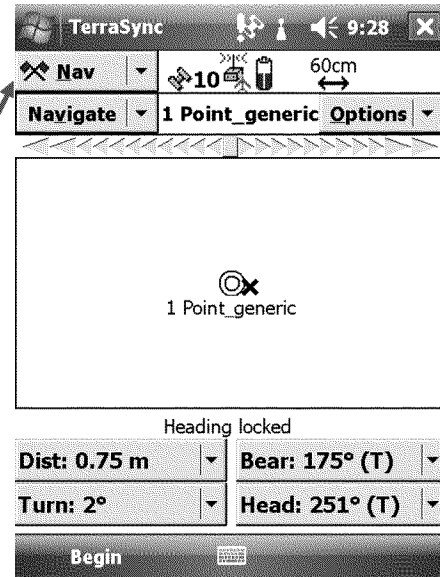 TerraSync 9:28
Nav 10 60cm
Navigate 1 Point_generic Options
1 Point_generic
Heading locked
Dist: 0.75 m Bear: 175° (T)
Turn: 2° Head: 251° (T)
Begin